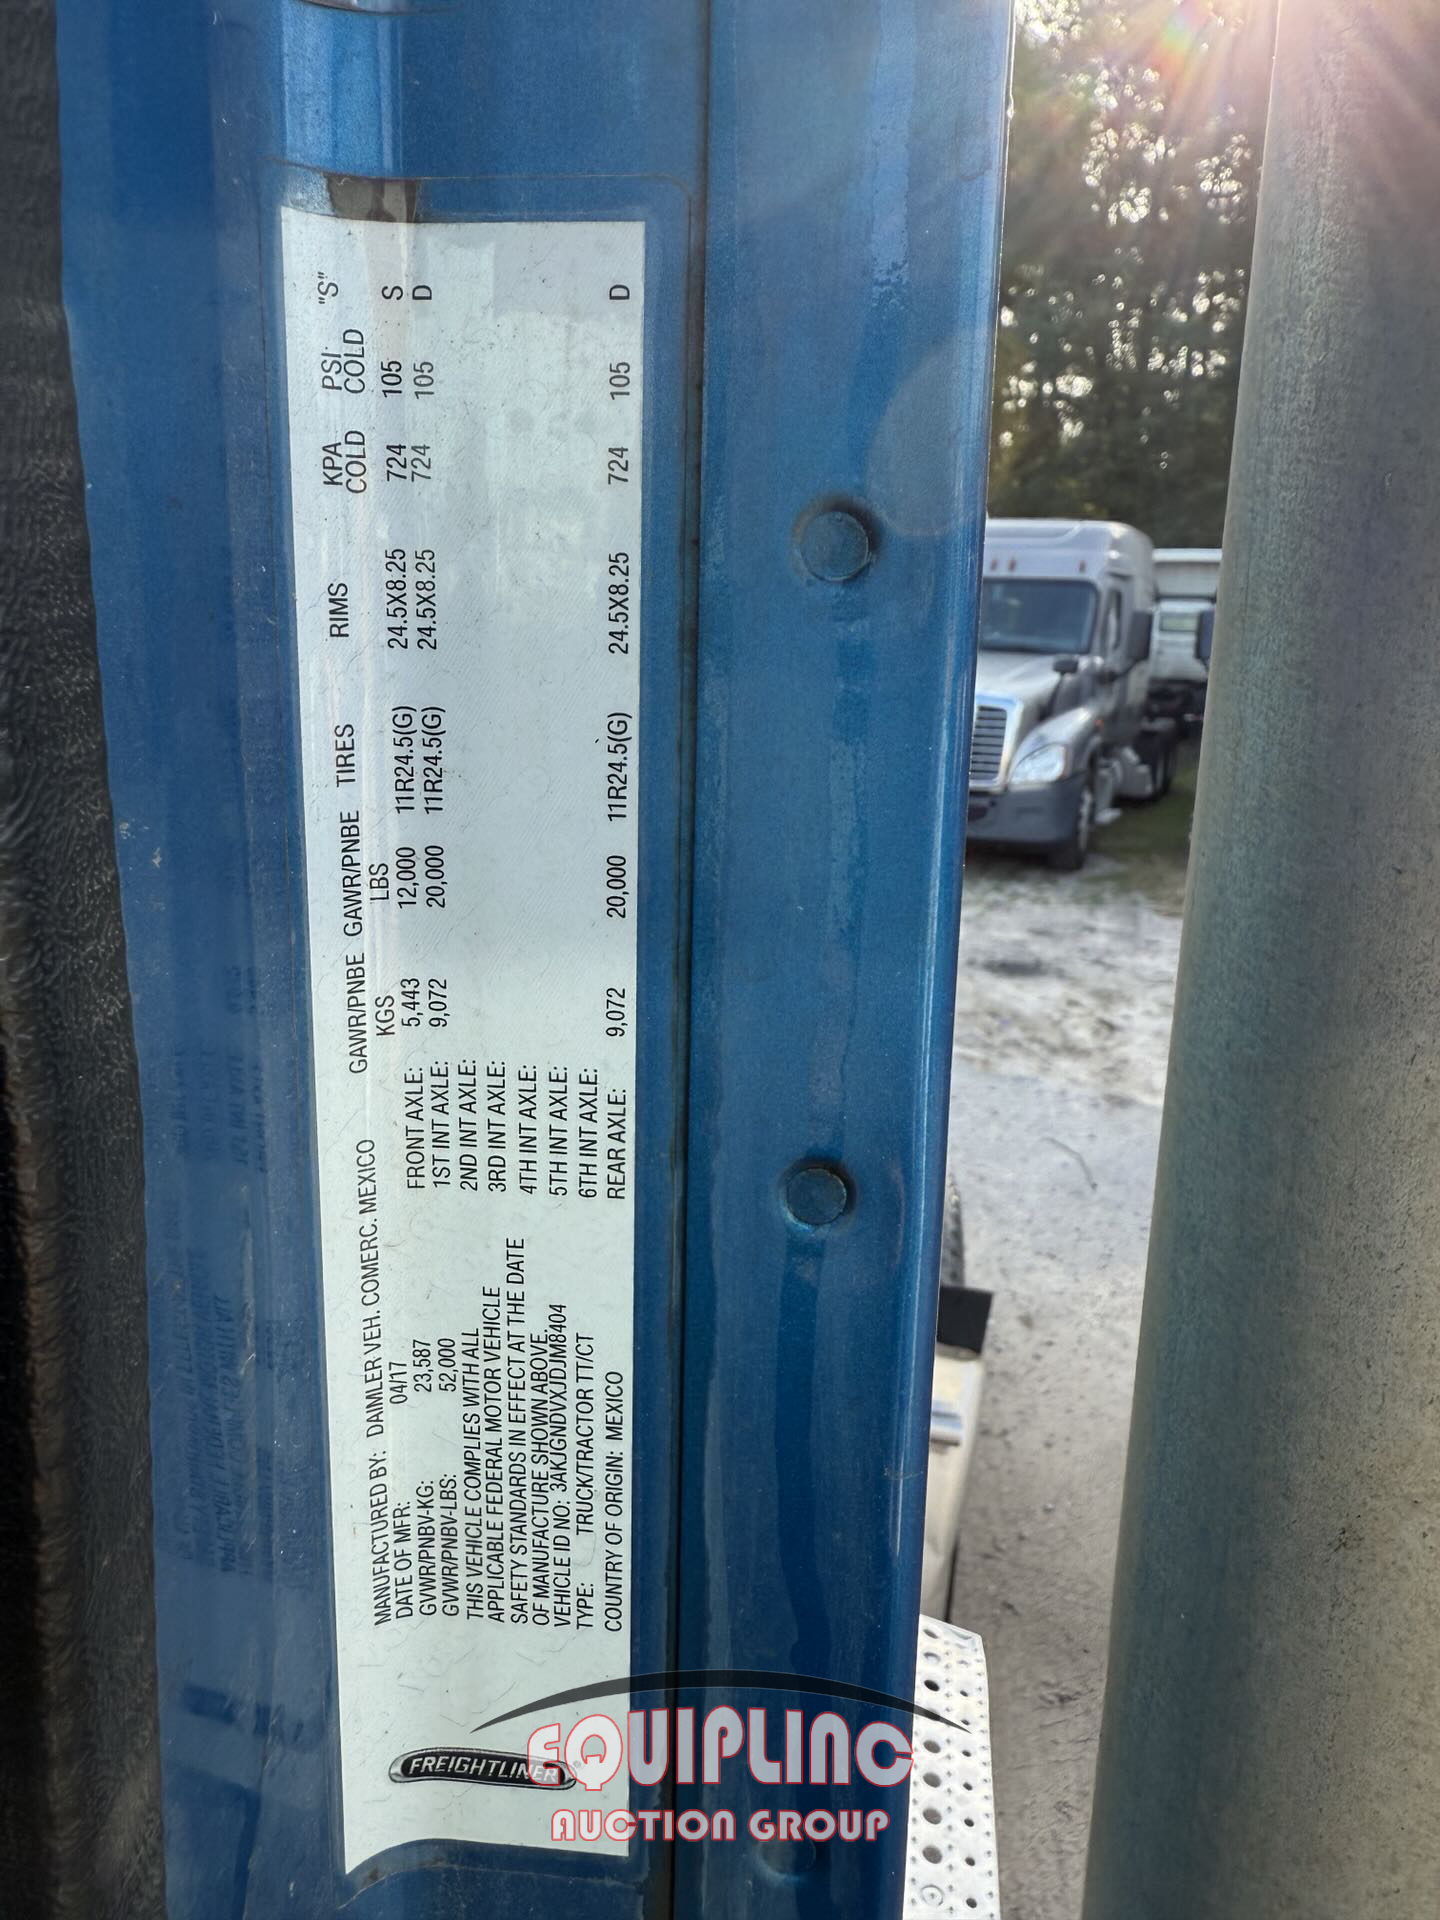 FREIGHTLINER
MANUFACTURED BY: DAIMLER VEH. COMERC. MEXICO
DATE OF MFR: 04/17
GVWR/PNBV-KG: 23,587
GVWR/PNBV-LBS: 52,000
THIS VEHICLE COMPLIES WITH ALL
APPLICABLE FEDERAL MOTOR VEHICLE
SAFETY STANDARDS IN EFFECT AT THE DATE
OF MANUFACTURE SHOWN ABOVE.
VEHICLE ID NO: 3AKJGNDVXJDJM8404
TYPE: TRUCK/TRACTOR TT/CT
COUNTRY OF ORIGIN: MEXICO
GAWR/PNBE GAWR/PNBE TIRES RIMS KPA PSI "S"
KGS LBS COLD COLD
FRONT AXLE: 5,443 12,000 11R24.5(G) 24.5X8.25 724 105 S
1ST INT AXLE: 9,072 20,000 11R24.5(G) 24.5X8.25 724 105 D
2ND INT AXLE:
3RD INT AXLE:
4TH INT AXLE:
5TH INT AXLE:
6TH INT AXLE:
REAR AXLE: 9,072 20,000 11R24.5(G) 24.5X8.25 724 105 D
EQUIPLINC
AUCTION GROUP